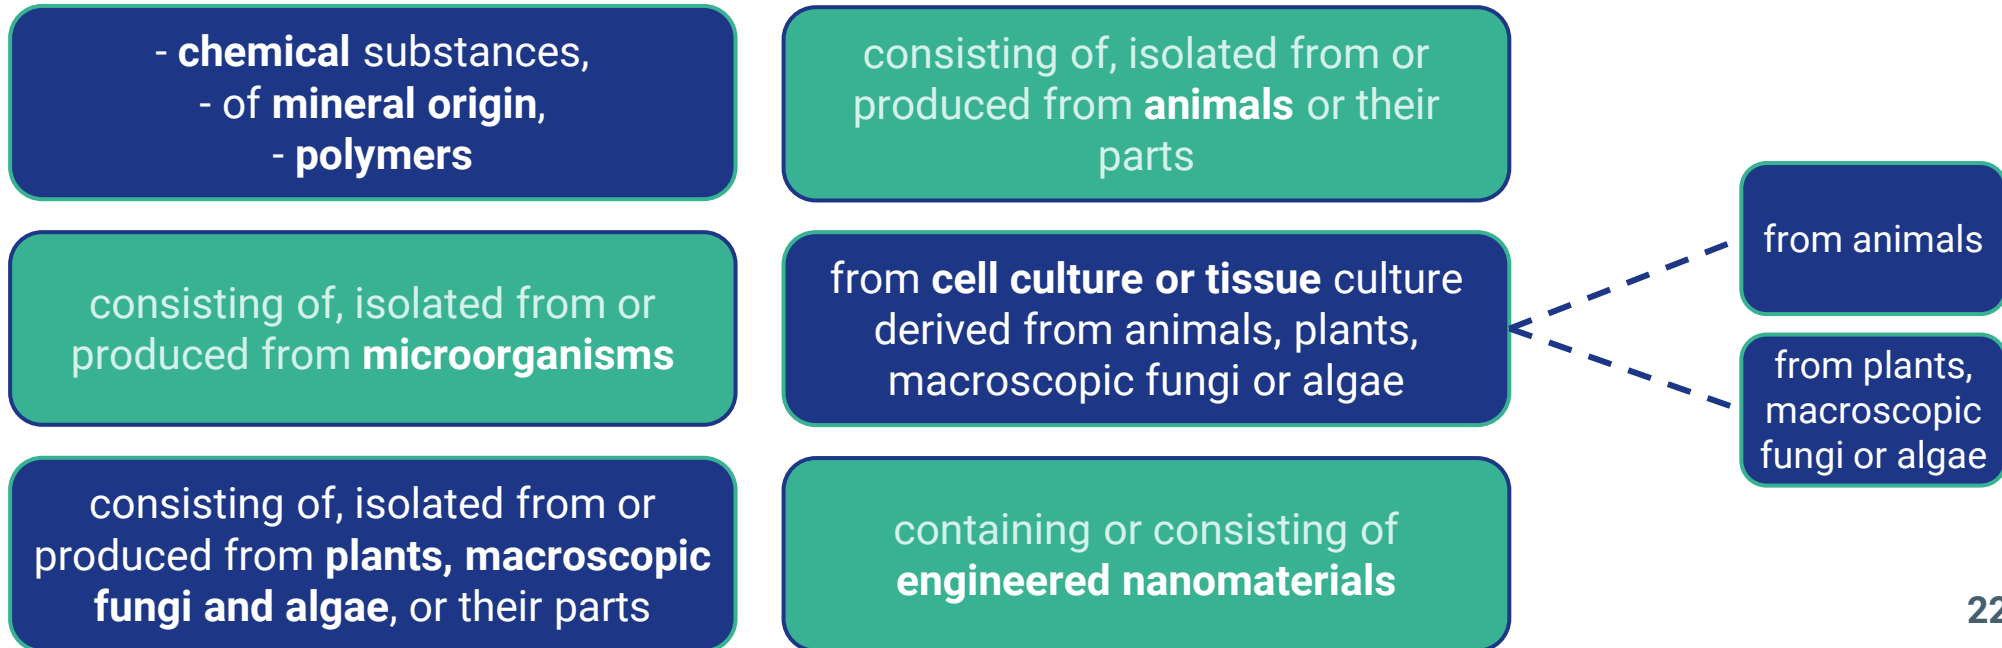 - chemical substances,
- of mineral origin,
- polymers
consisting of, isolated from or
produced from animals or their
parts
consisting of, isolated from or
produced from microorganisms
from cell culture or tissue culture
derived from animals, plants,
macroscopic fungi or algae
from animals
from plants,
macroscopic
fungi or algae
consisting of, isolated from or
produced from plants, macroscopic
fungi and algae, or their parts
containing or consisting of
engineered nanomaterials
22